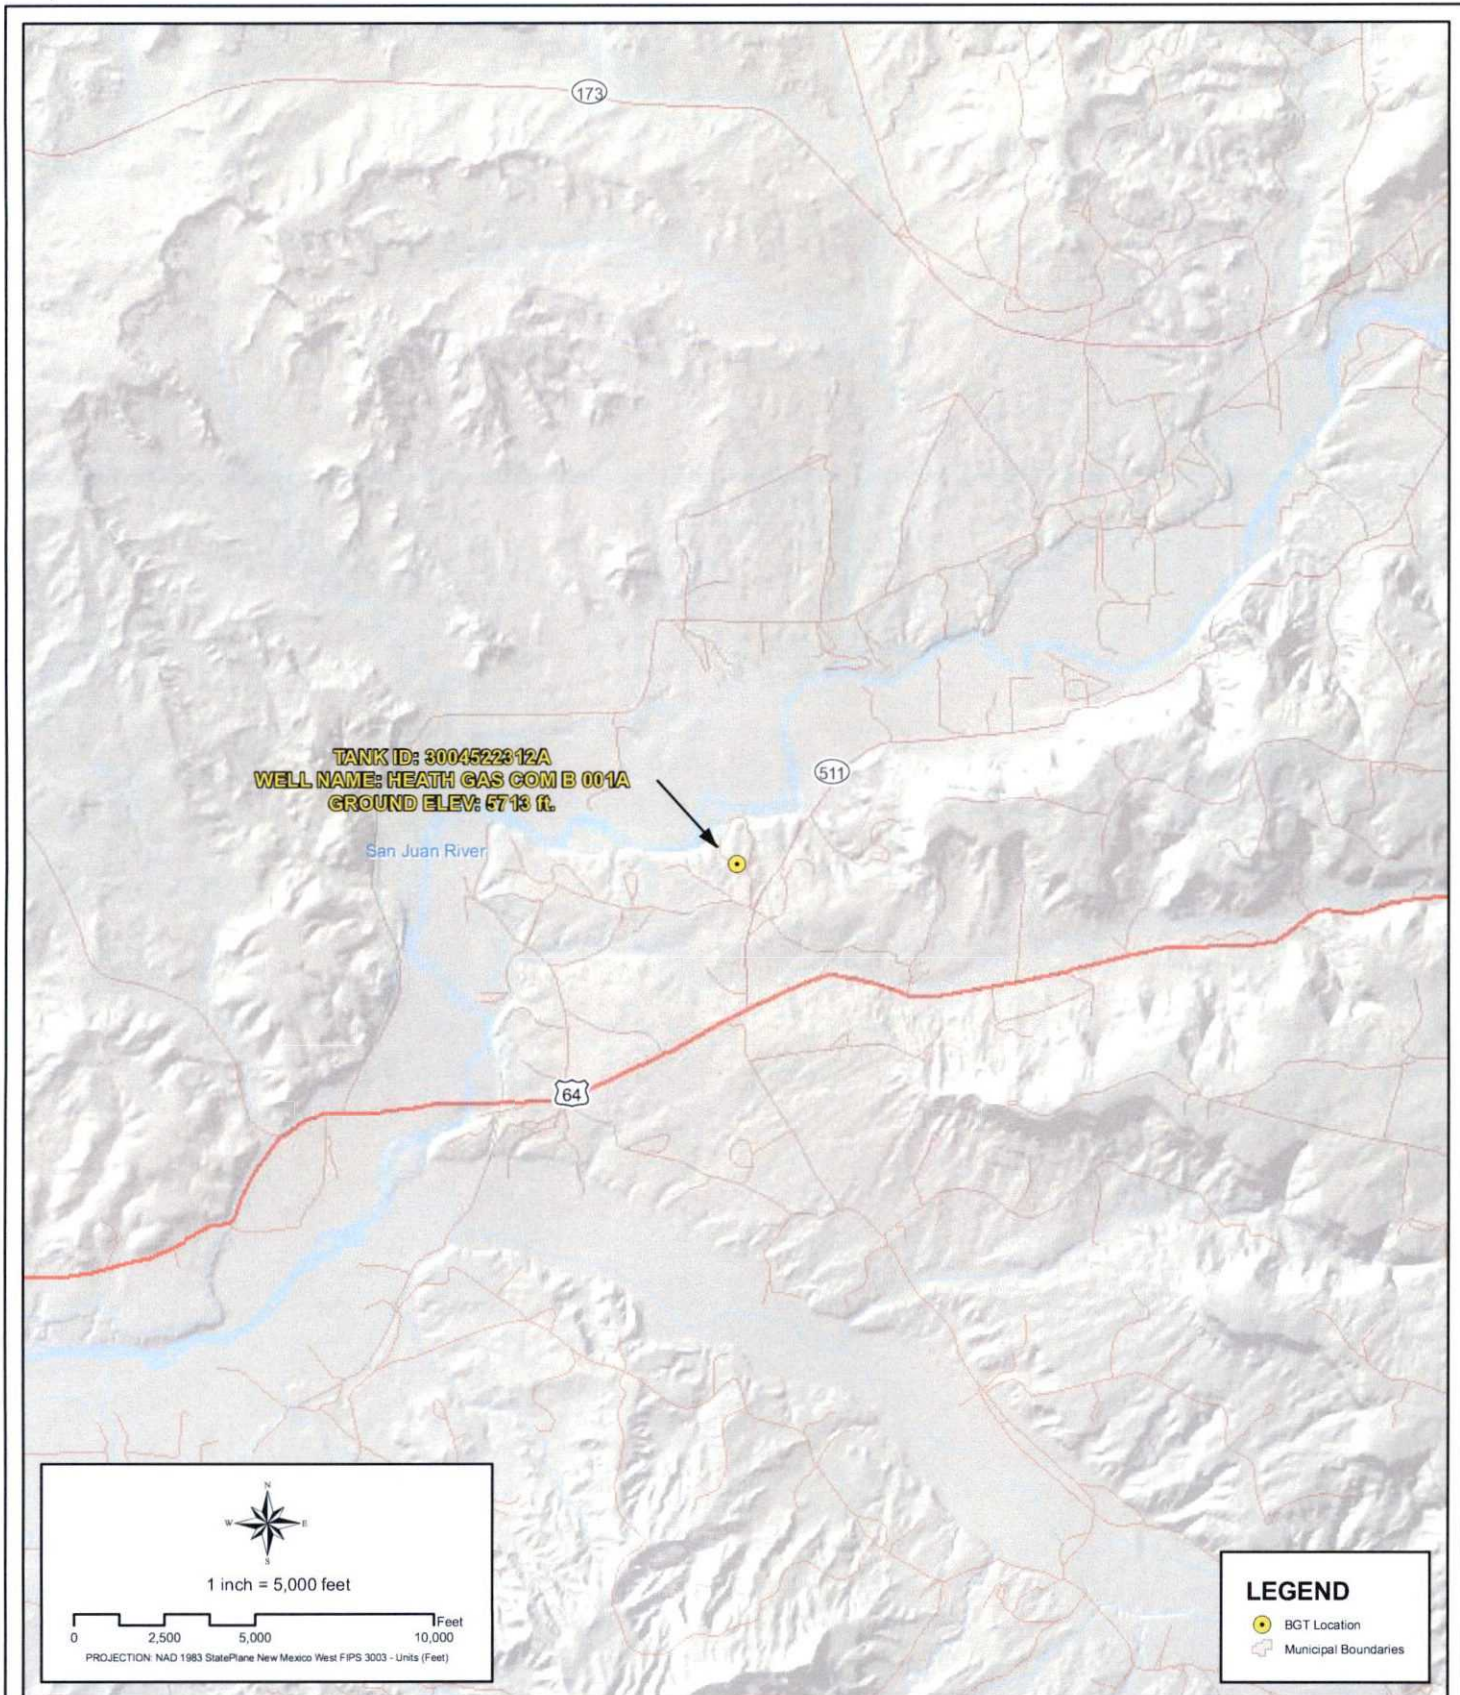 173
TANK ID: 3004522312A
WELL NAME: HEATH GAS COM B 001A
GROUND ELEV: 5713 ft.
511
San Juan River
64
N
W E
S
1 inch = 5,000 feet
Feet
0 2,500 5,000 10,000
PROJECTION: NAD 1983 StatePlane New Mexico West FIPS 3003 - Units (Feet)
LEGEND
BGT Location
Municipal Boundaries